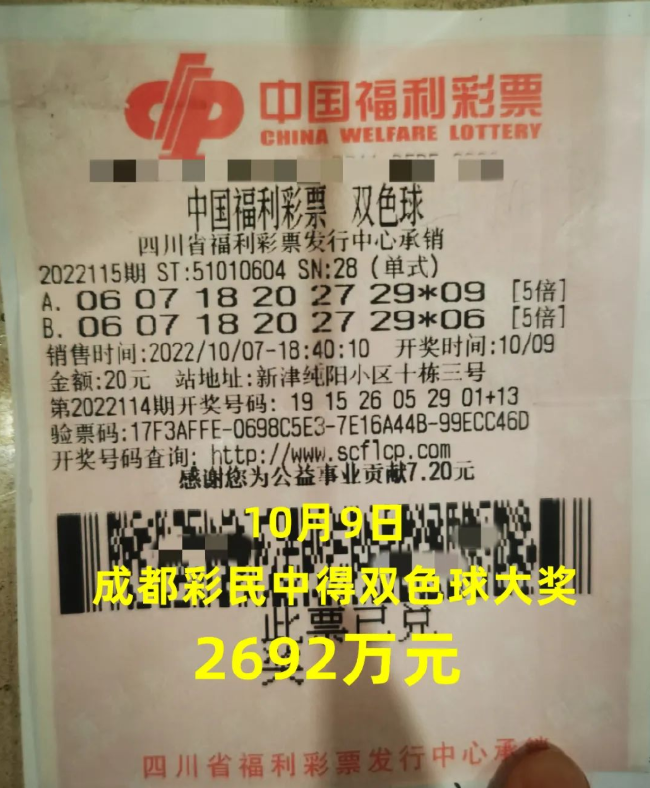 中国福利彩票
CHINA WELFARE LOTTERY
中国福利彩票 双色球
四川省福利彩票发行中心承销
2022115期 ST:51010604 SN:28 (单式)
A. 06 07 18 20 27 29*09 [5倍]
B. 06 07 18 20 27 29*06 [5倍]
销售时间:2022/10/07-18:40:10 开奖时间:10/09
金额:20元 站地址:新津纯阳小区十栋三号
第2022114期开奖号码: 19 15 26 05 29 01+13
验票码:17F3AFFE-0698C5E3-7E16A44B-99ECC46D
开奖号码查询: http://www.scflcp.com
感谢您为公益事业贡献7.20元
10月9日
成都彩民中得双色球大奖
此票已兑
2692万元
奖
四川省福利彩票发行中心承销